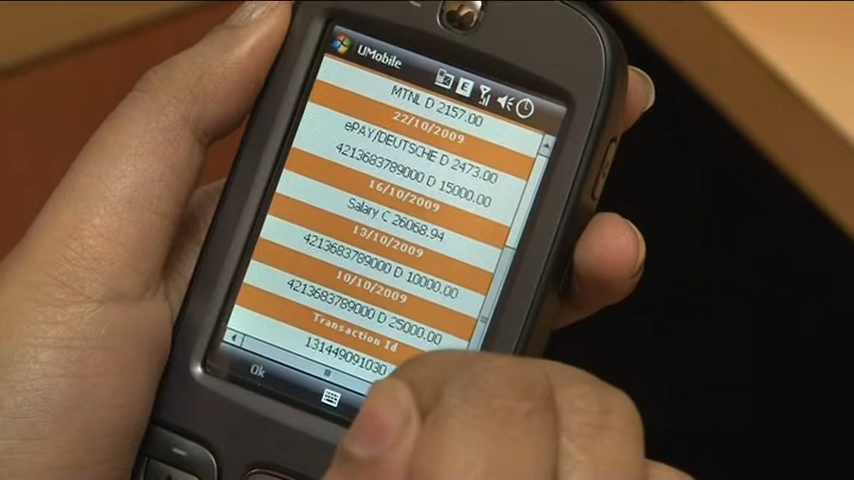 UMobile
E
MTNL D 2157.00
22/10/2009
ePAY/DEUTSCHE D 2473.00
4213683789000 D 15000.00
16/10/2009
Salary C 26068.94
13/10/2009
4213683789000 D 10000.00
10/10/2009
4213683789000 D 25000.00
Transaction Id
131449091030
Ok